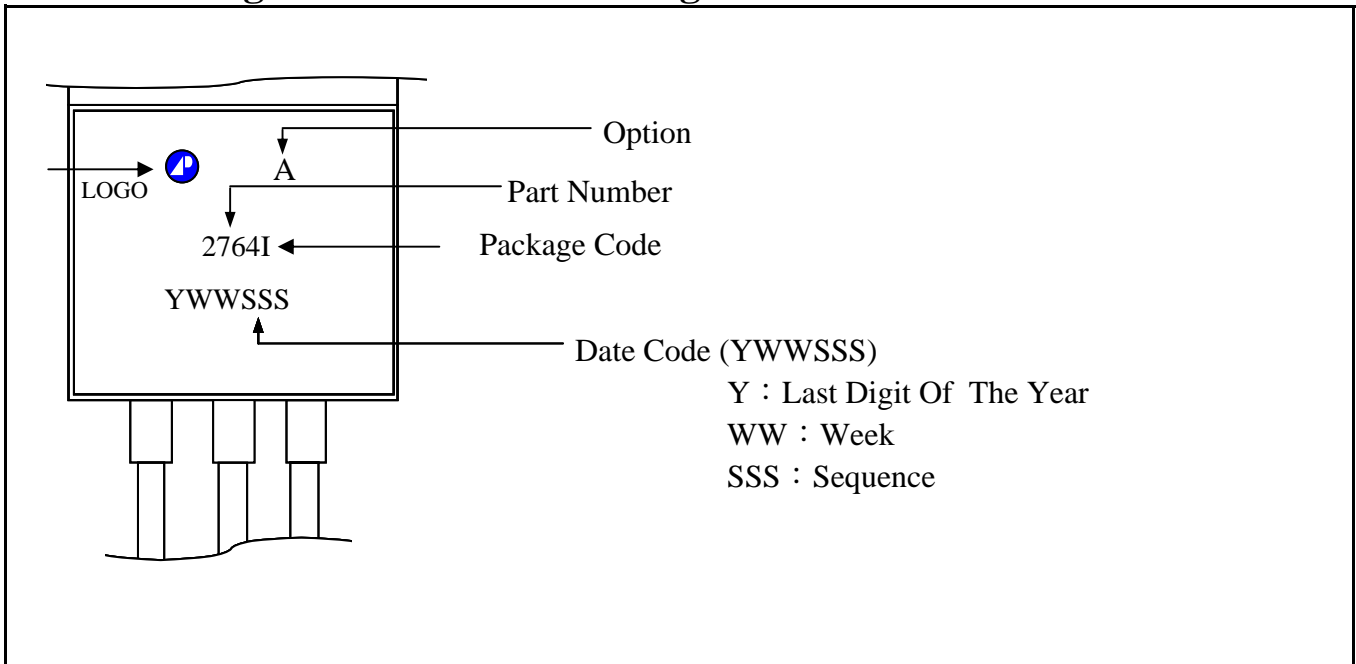 Option
A
LOGO
Part Number
2764I
Package Code
YWWSSS
Date Code (YWWSSS)
Y：Last Digit Of The Year
WW：Week
SSS：Sequence